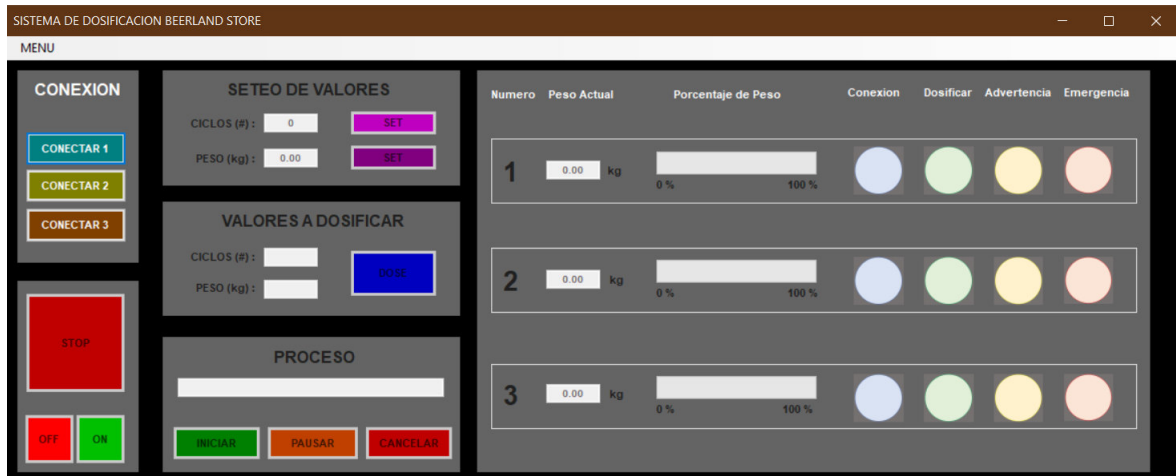 SISTEMA DE DOSIFICACION BEERLAND STORE
MENU
CONEXION
CONECTAR 1
CONECTAR 2
CONECTAR 3
STOP
OFF ON
SETEO DE VALORES
CICLOS (#) : 0 SET
PESO (kg) : 0.00 SET
VALORES A DOSIFICAR
CICLOS (#) :
PESO (kg) :
DOSE
PROCESO
INICIAR PAUSAR CANCELAR
Numero Peso Actual Porcentaje de Peso Conexion Dosificar Advertencia Emergencia
1 0.00 kg
0 % 100 %
2 0.00 kg
0 % 100 %
3 0.00 kg
0 % 100 %